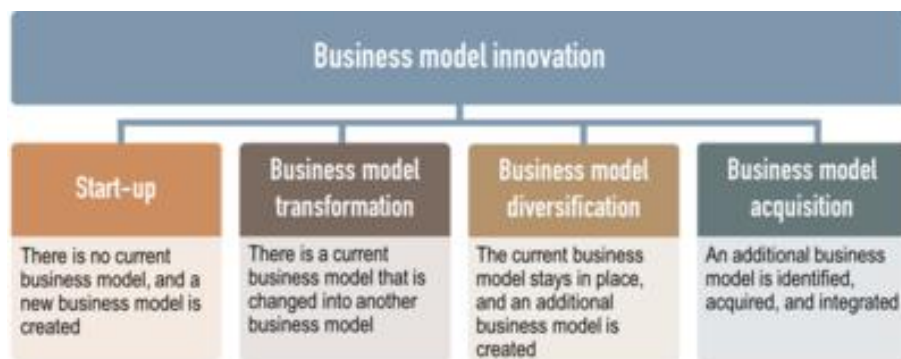 Business model innovation
Start-up
There is no current
business model, and a
new business model is
created
Business model
transformation
There is a current
business model that is
changed into another
business model
Business model
diversification
The current business
model stays in place,
and an additional
business model is
created
Business model
acquisition
An additional business
model is identified,
acquired, and integrated